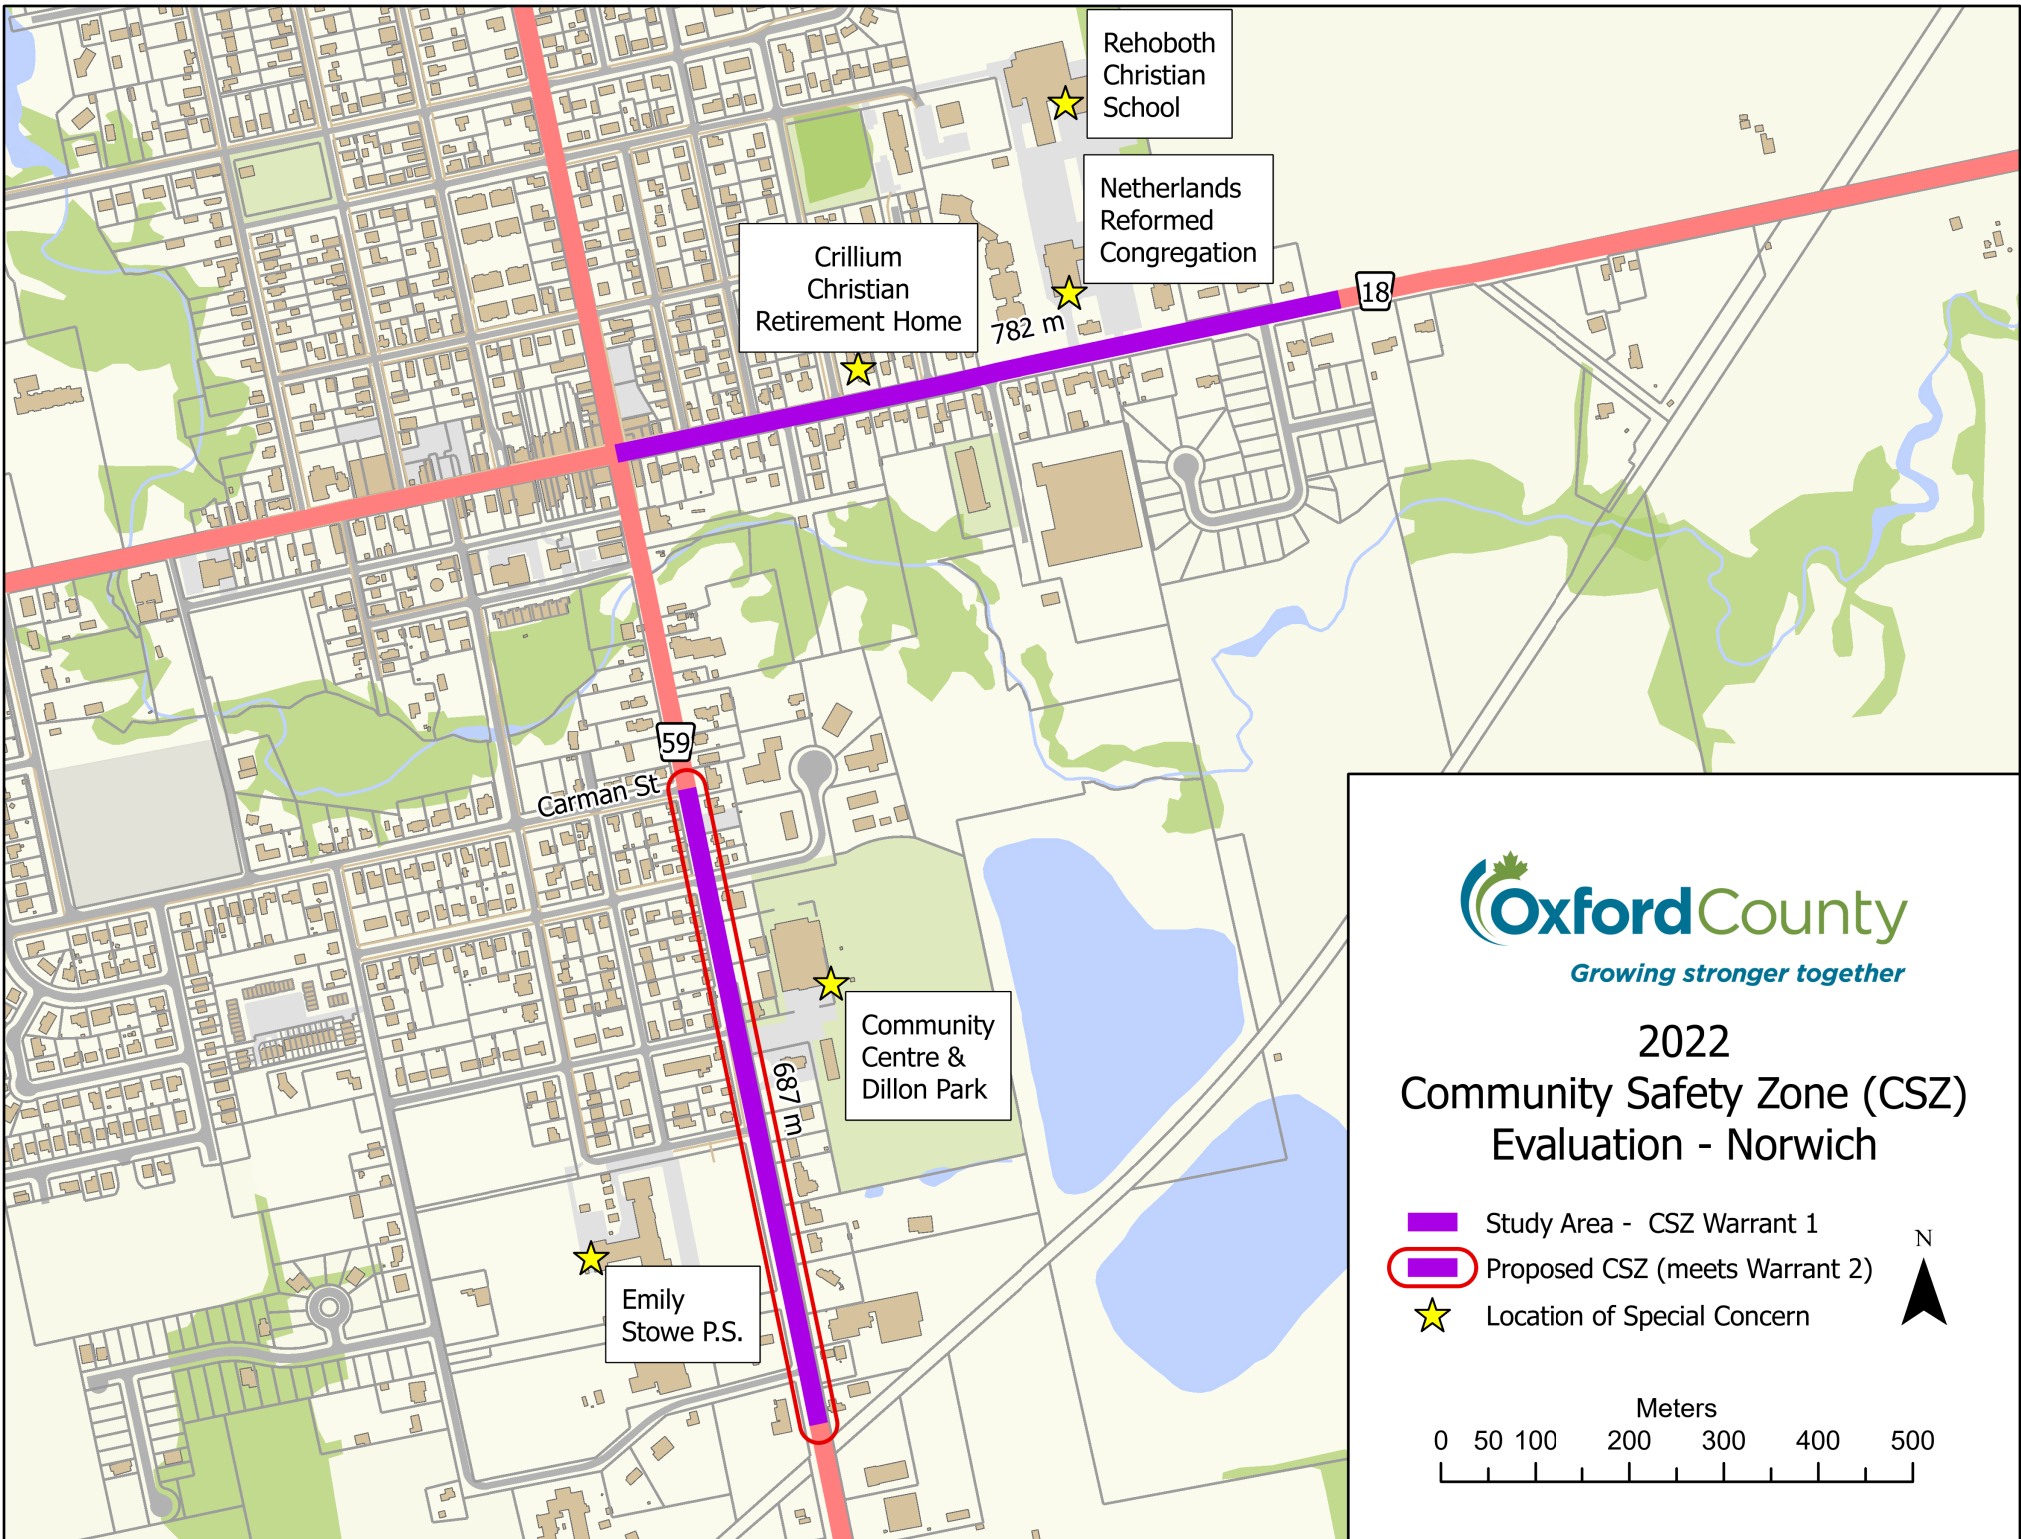 Rehoboth
Christian
School
Netherlands
Reformed
Congregation
Crillium
Christian
Retirement Home
782 m
18
59
Carman St
Community
Centre &
Dillon Park
687 m
Emily
Stowe P.S.
Oxford County
Growing stronger together
2022
Community Safety Zone (CSZ)
Evaluation - Norwich
Study Area - CSZ Warrant 1
Proposed CSZ (meets Warrant 2)
Location of Special Concern
N
Meters
0 50 100 200 300 400 500